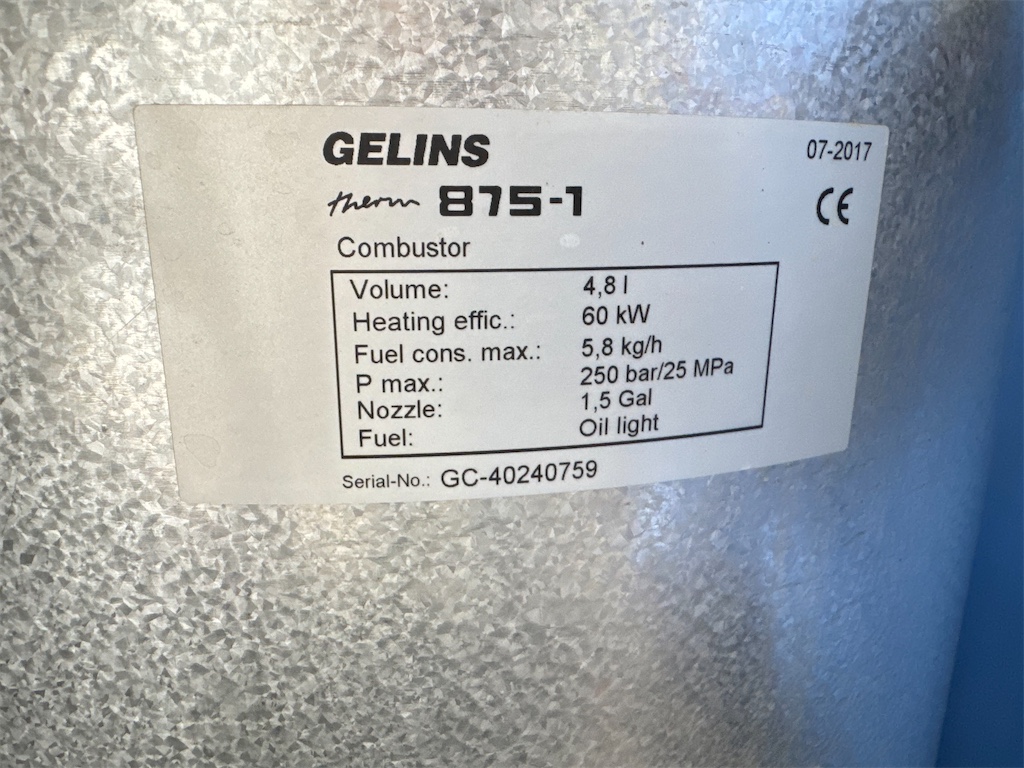 GELINS
07-2017
therm 875-1
CE
Combustor
Volume: 4,8 l
Heating effic.: 60 kW
Fuel cons. max.: 5,8 kg/h
P max.: 250 bar/25 MPa
Nozzle: 1,5 Gal
Fuel: Oil light
Serial-No.: GC-40240759